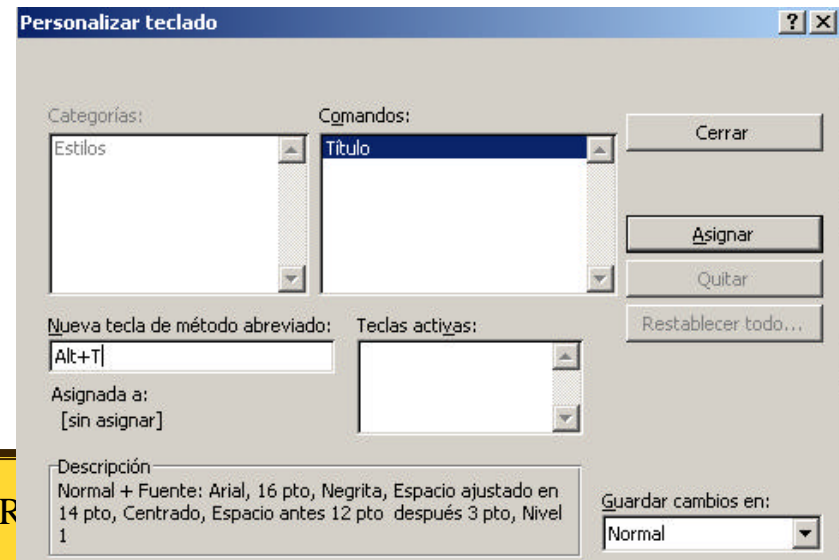 Personalizar teclado
Categorías:
Comandos:
Estilos
Título
Cerrar
Asignar
Quitar
Restablecer todo...
Nueva tecla de método abreviado:
Teclas activas:
Alt+T
Asignada a:
[sin asignar]
Descripción
Normal + Fuente: Arial, 16 pto, Negrita, Espacio ajustado en
14 pto, Centrado, Espacio antes 12 pto después 3 pto, Nivel
1
Guardar cambios en:
Normal
R